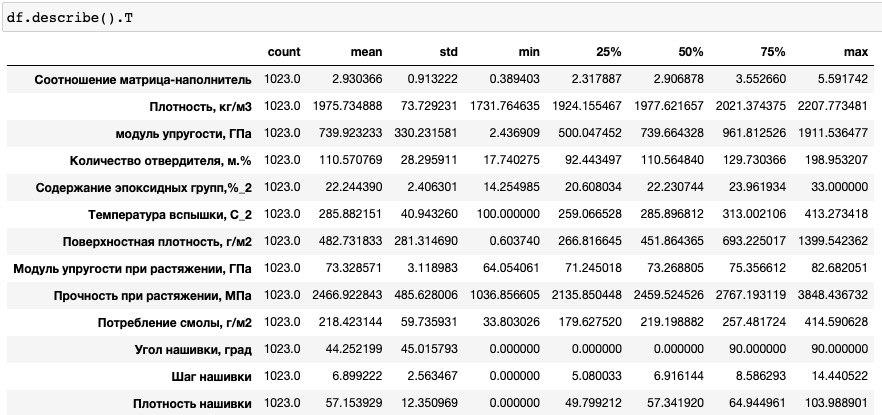 df.describe().T
count mean std min 25% 50% 75% max
Соотношение матрица-наполнитель 1023.0 2.930366 0.913222 0.389403 2.317887 2.906878 3.552660 5.591742
Плотность, кг/м3 1023.0 1975.734888 73.729231 1731.764635 1924.155467 1977.621657 2021.374375 2207.773481
модуль упругости, ГПа 1023.0 739.923233 330.231581 2.436909 500.047452 739.664328 961.812526 1911.536477
Количество отвердителя, м.% 1023.0 110.570769 28.295911 17.740275 92.443497 110.564840 129.730366 198.953207
Содержание эпоксидных групп,%_2 1023.0 22.244390 2.406301 14.254985 20.608034 22.230744 23.961934 33.000000
Температура вспышки, С_2 1023.0 285.882151 40.943260 100.000000 259.066528 285.896812 313.002106 413.273418
Поверхностная плотность, г/м2 1023.0 482.731833 281.314690 0.603740 266.816645 451.864365 693.225017 1399.542362
Модуль упругости при растяжении, ГПа 1023.0 73.328571 3.118983 64.054061 71.245018 73.268805 75.356612 82.682051
Прочность при растяжении, МПа 1023.0 2466.922843 485.628006 1036.856605 2135.850448 2459.524526 2767.193119 3848.436732
Потребление смолы, г/м2 1023.0 218.423144 59.735931 33.803026 179.627520 219.198882 257.481724 414.590628
Угол нашивки, град 1023.0 44.252199 45.015793 0.000000 0.000000 0.000000 90.000000 90.000000
Шаг нашивки 1023.0 6.899222 2.563467 0.000000 5.080033 6.916144 8.586293 14.440522
Плотность нашивки 1023.0 57.153929 12.350969 0.000000 49.799212 57.341920 64.944961 103.988901